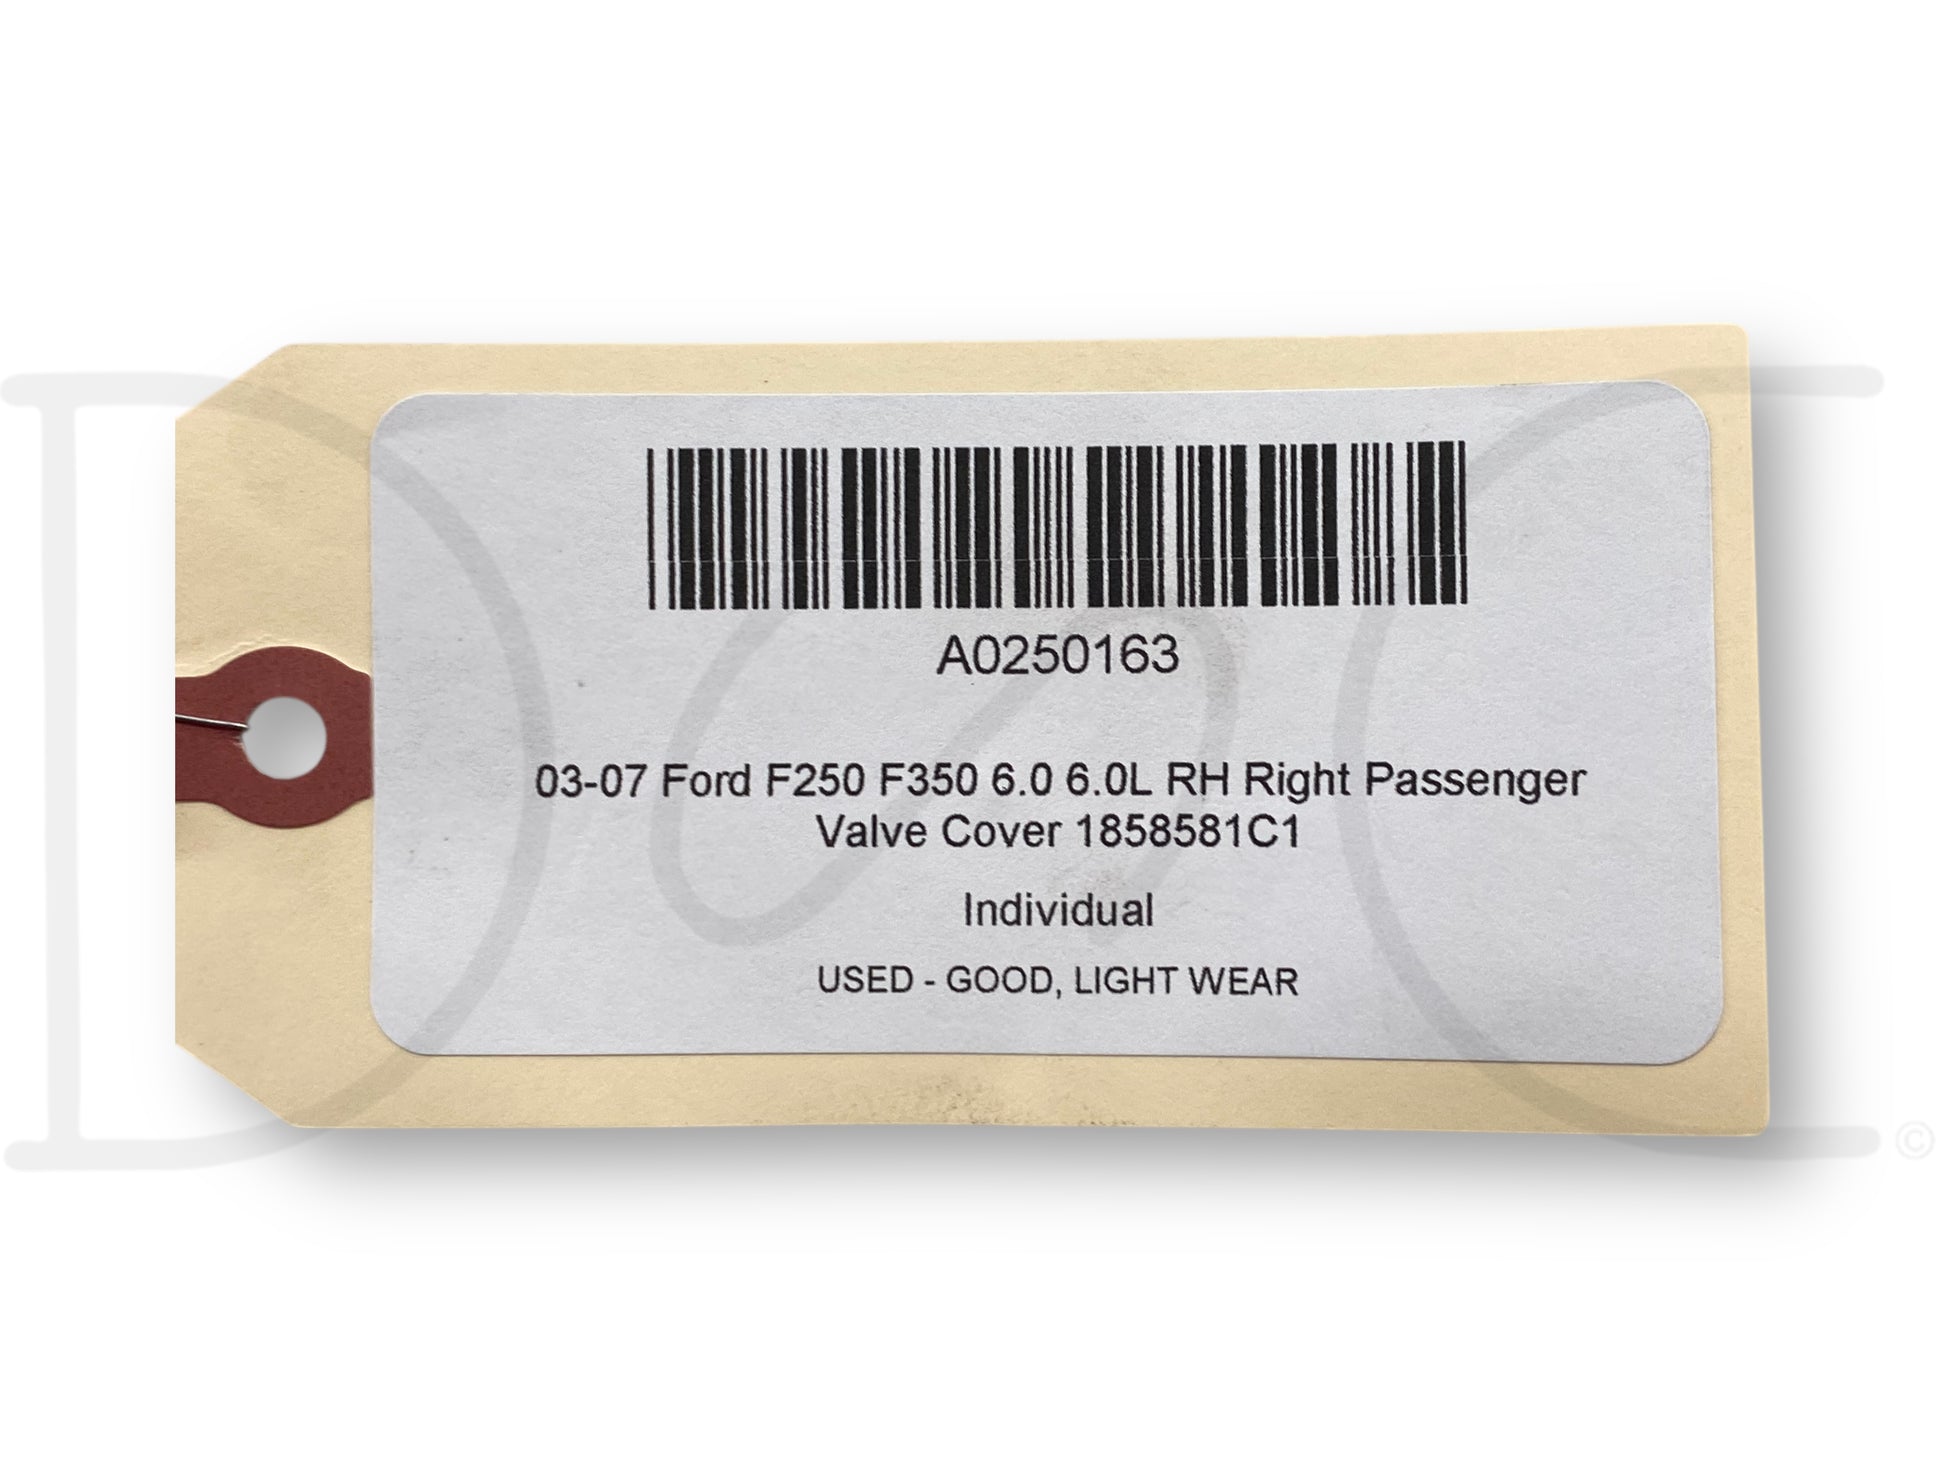 A0250163
03-07 Ford F250 F350 6.0 6.0L RH Right Passenger
Valve Cover 1858581C1
Individual
USED - GOOD, LIGHT WEAR
©